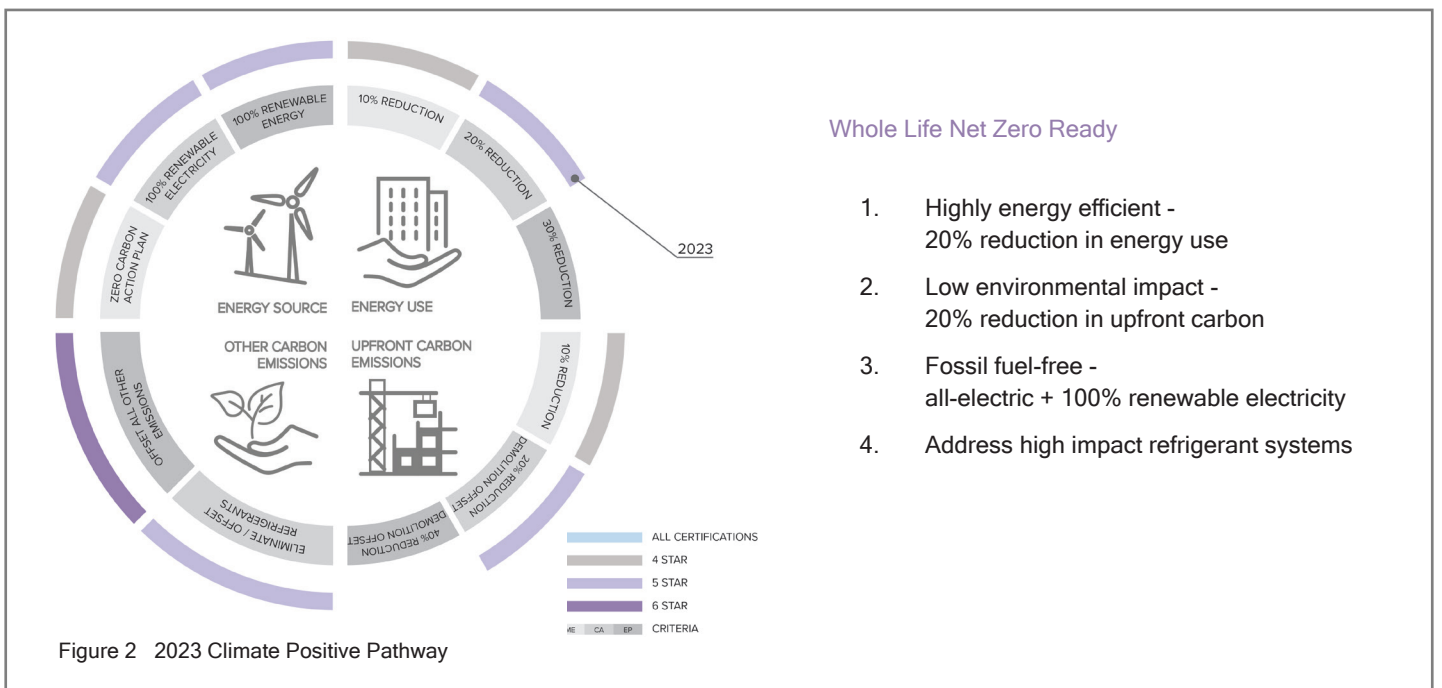 100% RENEWABLE
ENERGY
10% REDUCTION
20% REDUCTION
30% REDUCTION
100% RENEWABLE
ELECTRICITY
ZERO CARBON
ACTION PLAN
ENERGY SOURCE
ENERGY USE
2023
OTHER CARBON
EMISSIONS
UPFRONT CARBON
EMISSIONS
10% REDUCTION
20% REDUCTION
DEMOLITION OFFSET
40% REDUCTION
DEMOLITION OFFSET
ELIMINATE / OFFSET
REFRIGERANTS
OFFSET ALL OTHER
EMISSIONS
ALL CERTIFICATIONS
4 STAR
5 STAR
6 STAR
ME CA EP CRITERIA
Figure 2 2023 Climate Positive Pathway
Whole Life Net Zero Ready
1. Highly energy efficient -
20% reduction in energy use
2. Low environmental impact -
20% reduction in upfront carbon
3. Fossil fuel-free -
all-electric + 100% renewable electricity
4. Address high impact refrigerant systems